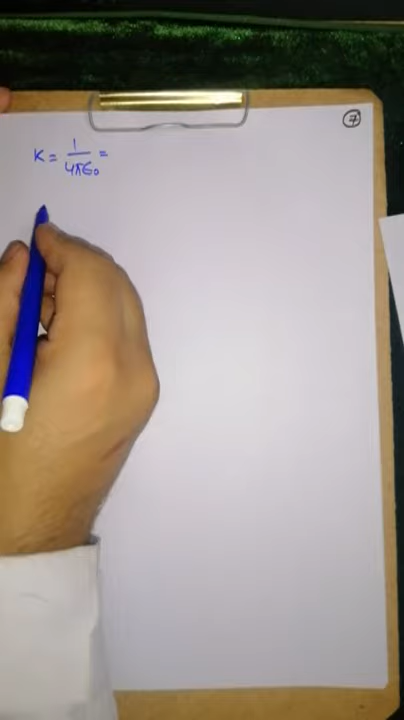 7
K = 1/4πε₀ =